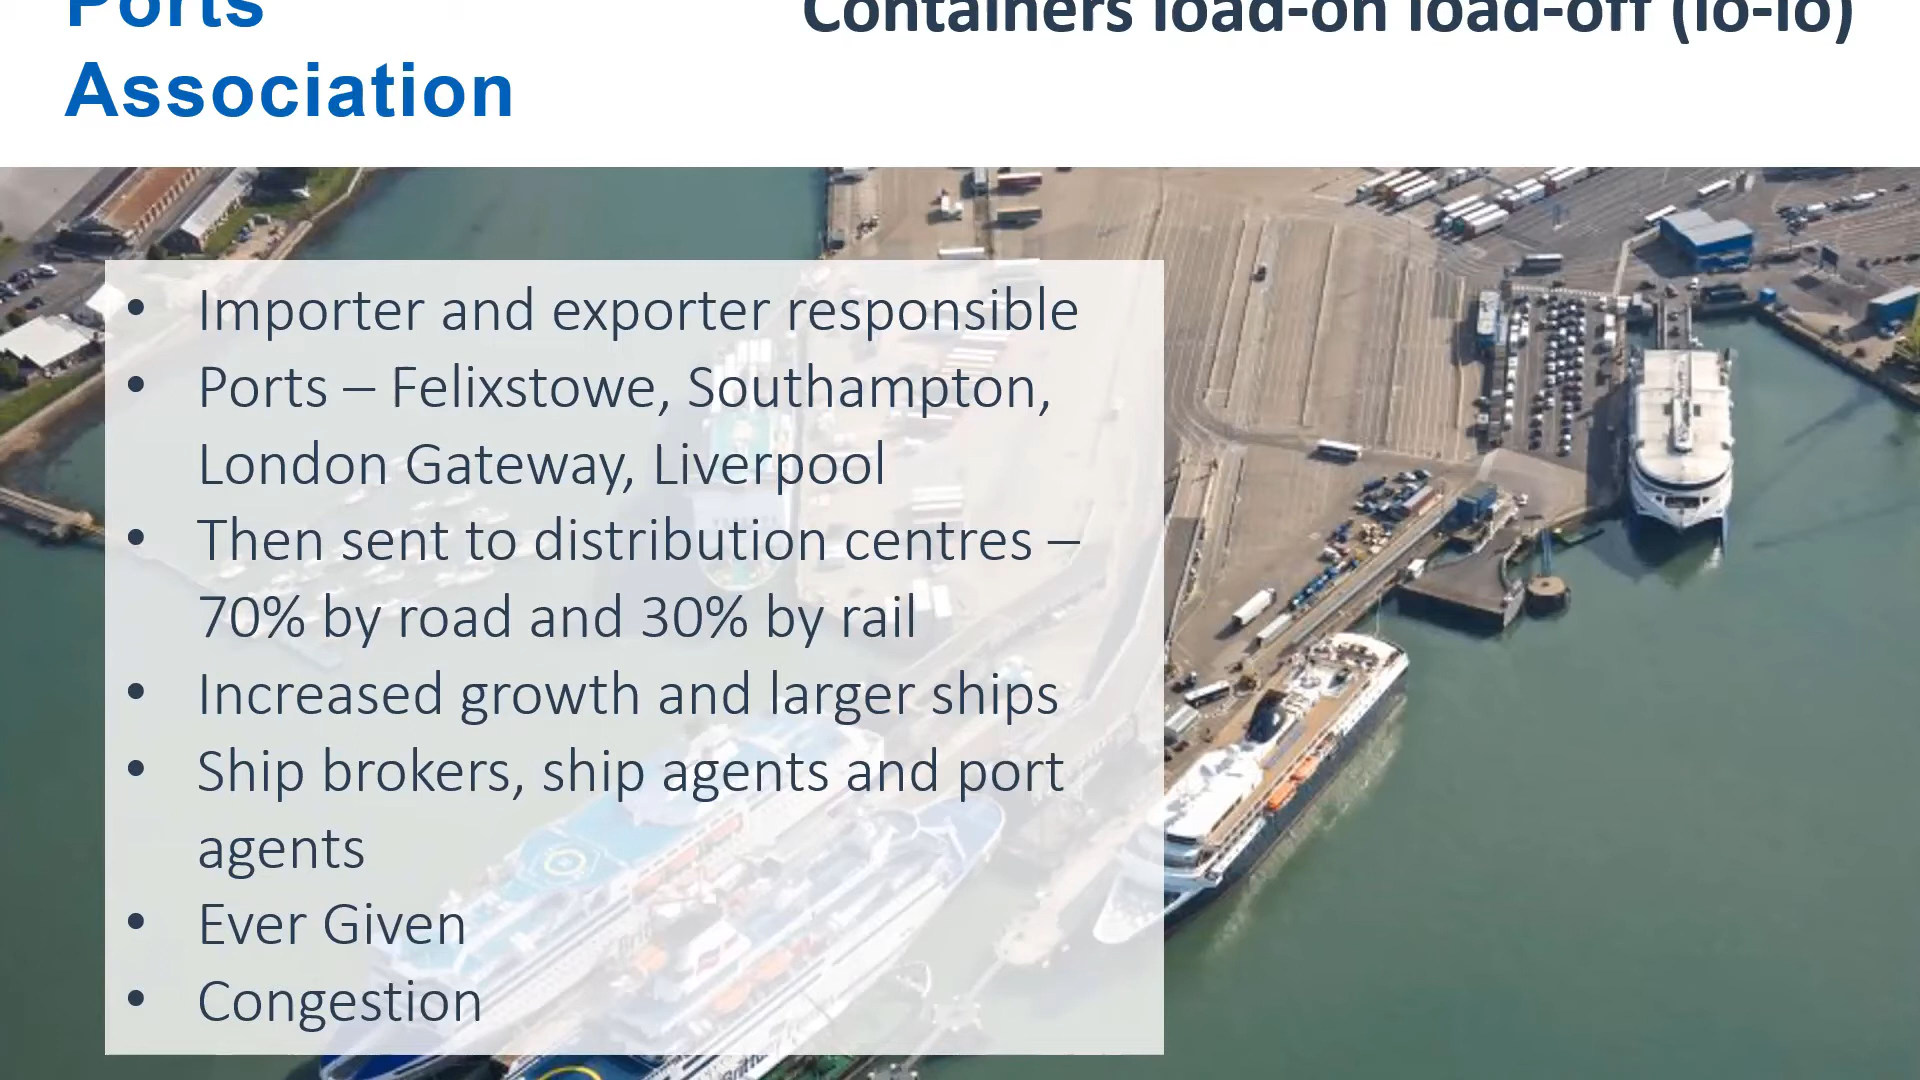 Ports
Association
Containers load-on load-off (lo-lo)
• Importer and exporter responsible
• Ports – Felixstowe, Southampton,
London Gateway, Liverpool
• Then sent to distribution centres –
70% by road and 30% by rail
• Increased growth and larger ships
• Ship brokers, ship agents and port
agents
• Ever Given
• Congestion